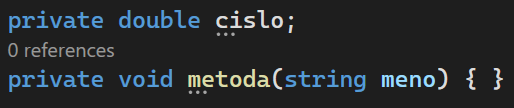 private double cislo;
0 references
private void metoda(string meno) { }